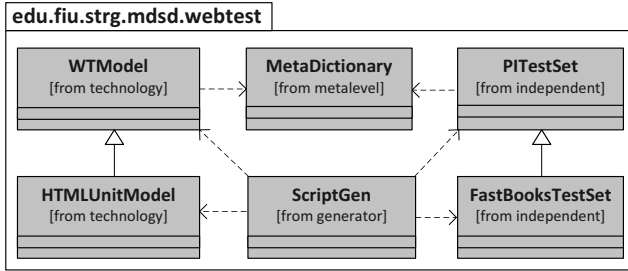 edu.fiu.strg.mdsd.webtest
WTModel
[from technology]
MetaDictionary
[from metalevel]
PITestSet
[from independent]
HTMLUnitModel
[from technology]
ScriptGen
[from generator]
FastBooksTestSet
[from independent]